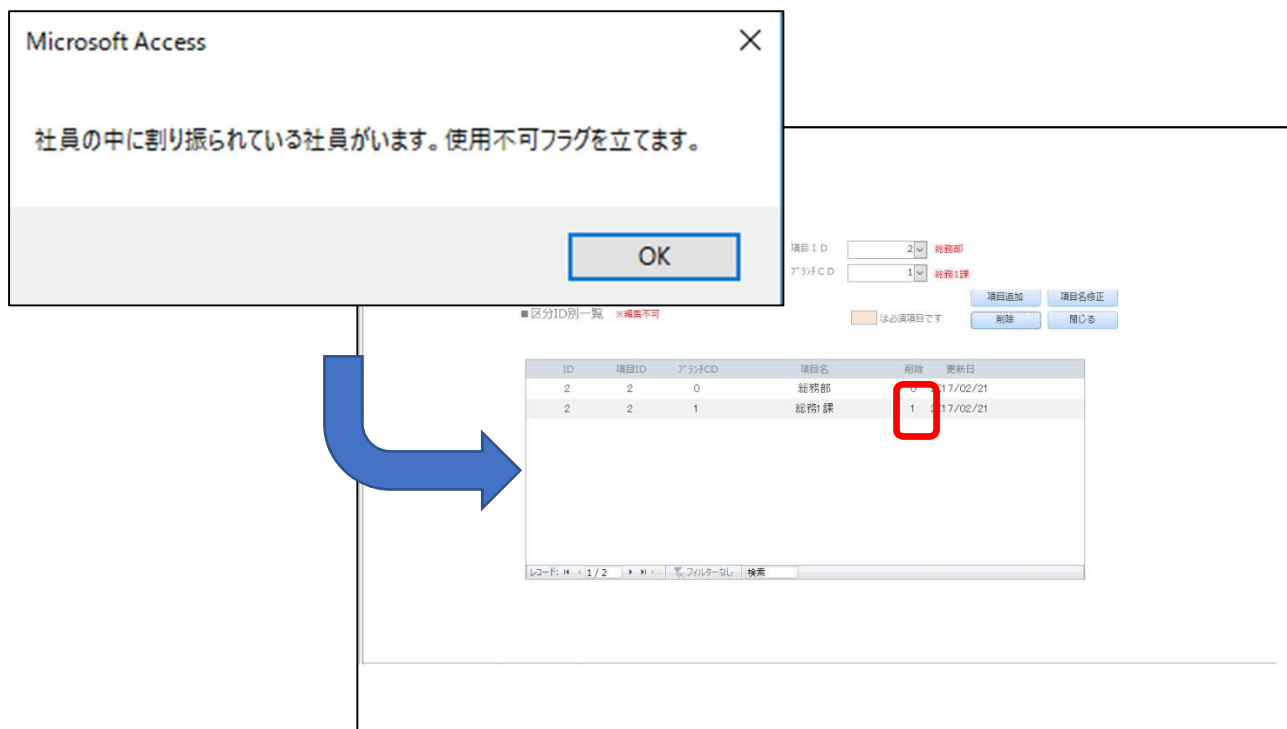 Microsoft Access
社員の中に割り振られている社員がいます。使用不可フラグを立てます。
OK
項目ＩＤ 2 総務部
ﾌﾞﾗﾝﾁＣＤ 1 総務1課
項目追加 項目名修正
■区分ID別一覧 ※編集不可 は必須項目です 削除 閉じる
ID 項目ID ﾌﾞﾗﾝﾁCD 項目名 削除 更新日
2 2 0 総務部 17/02/21
2 2 1 総務1課 1 17/02/21
レコード: 1 / 2 フィルターなし 検索